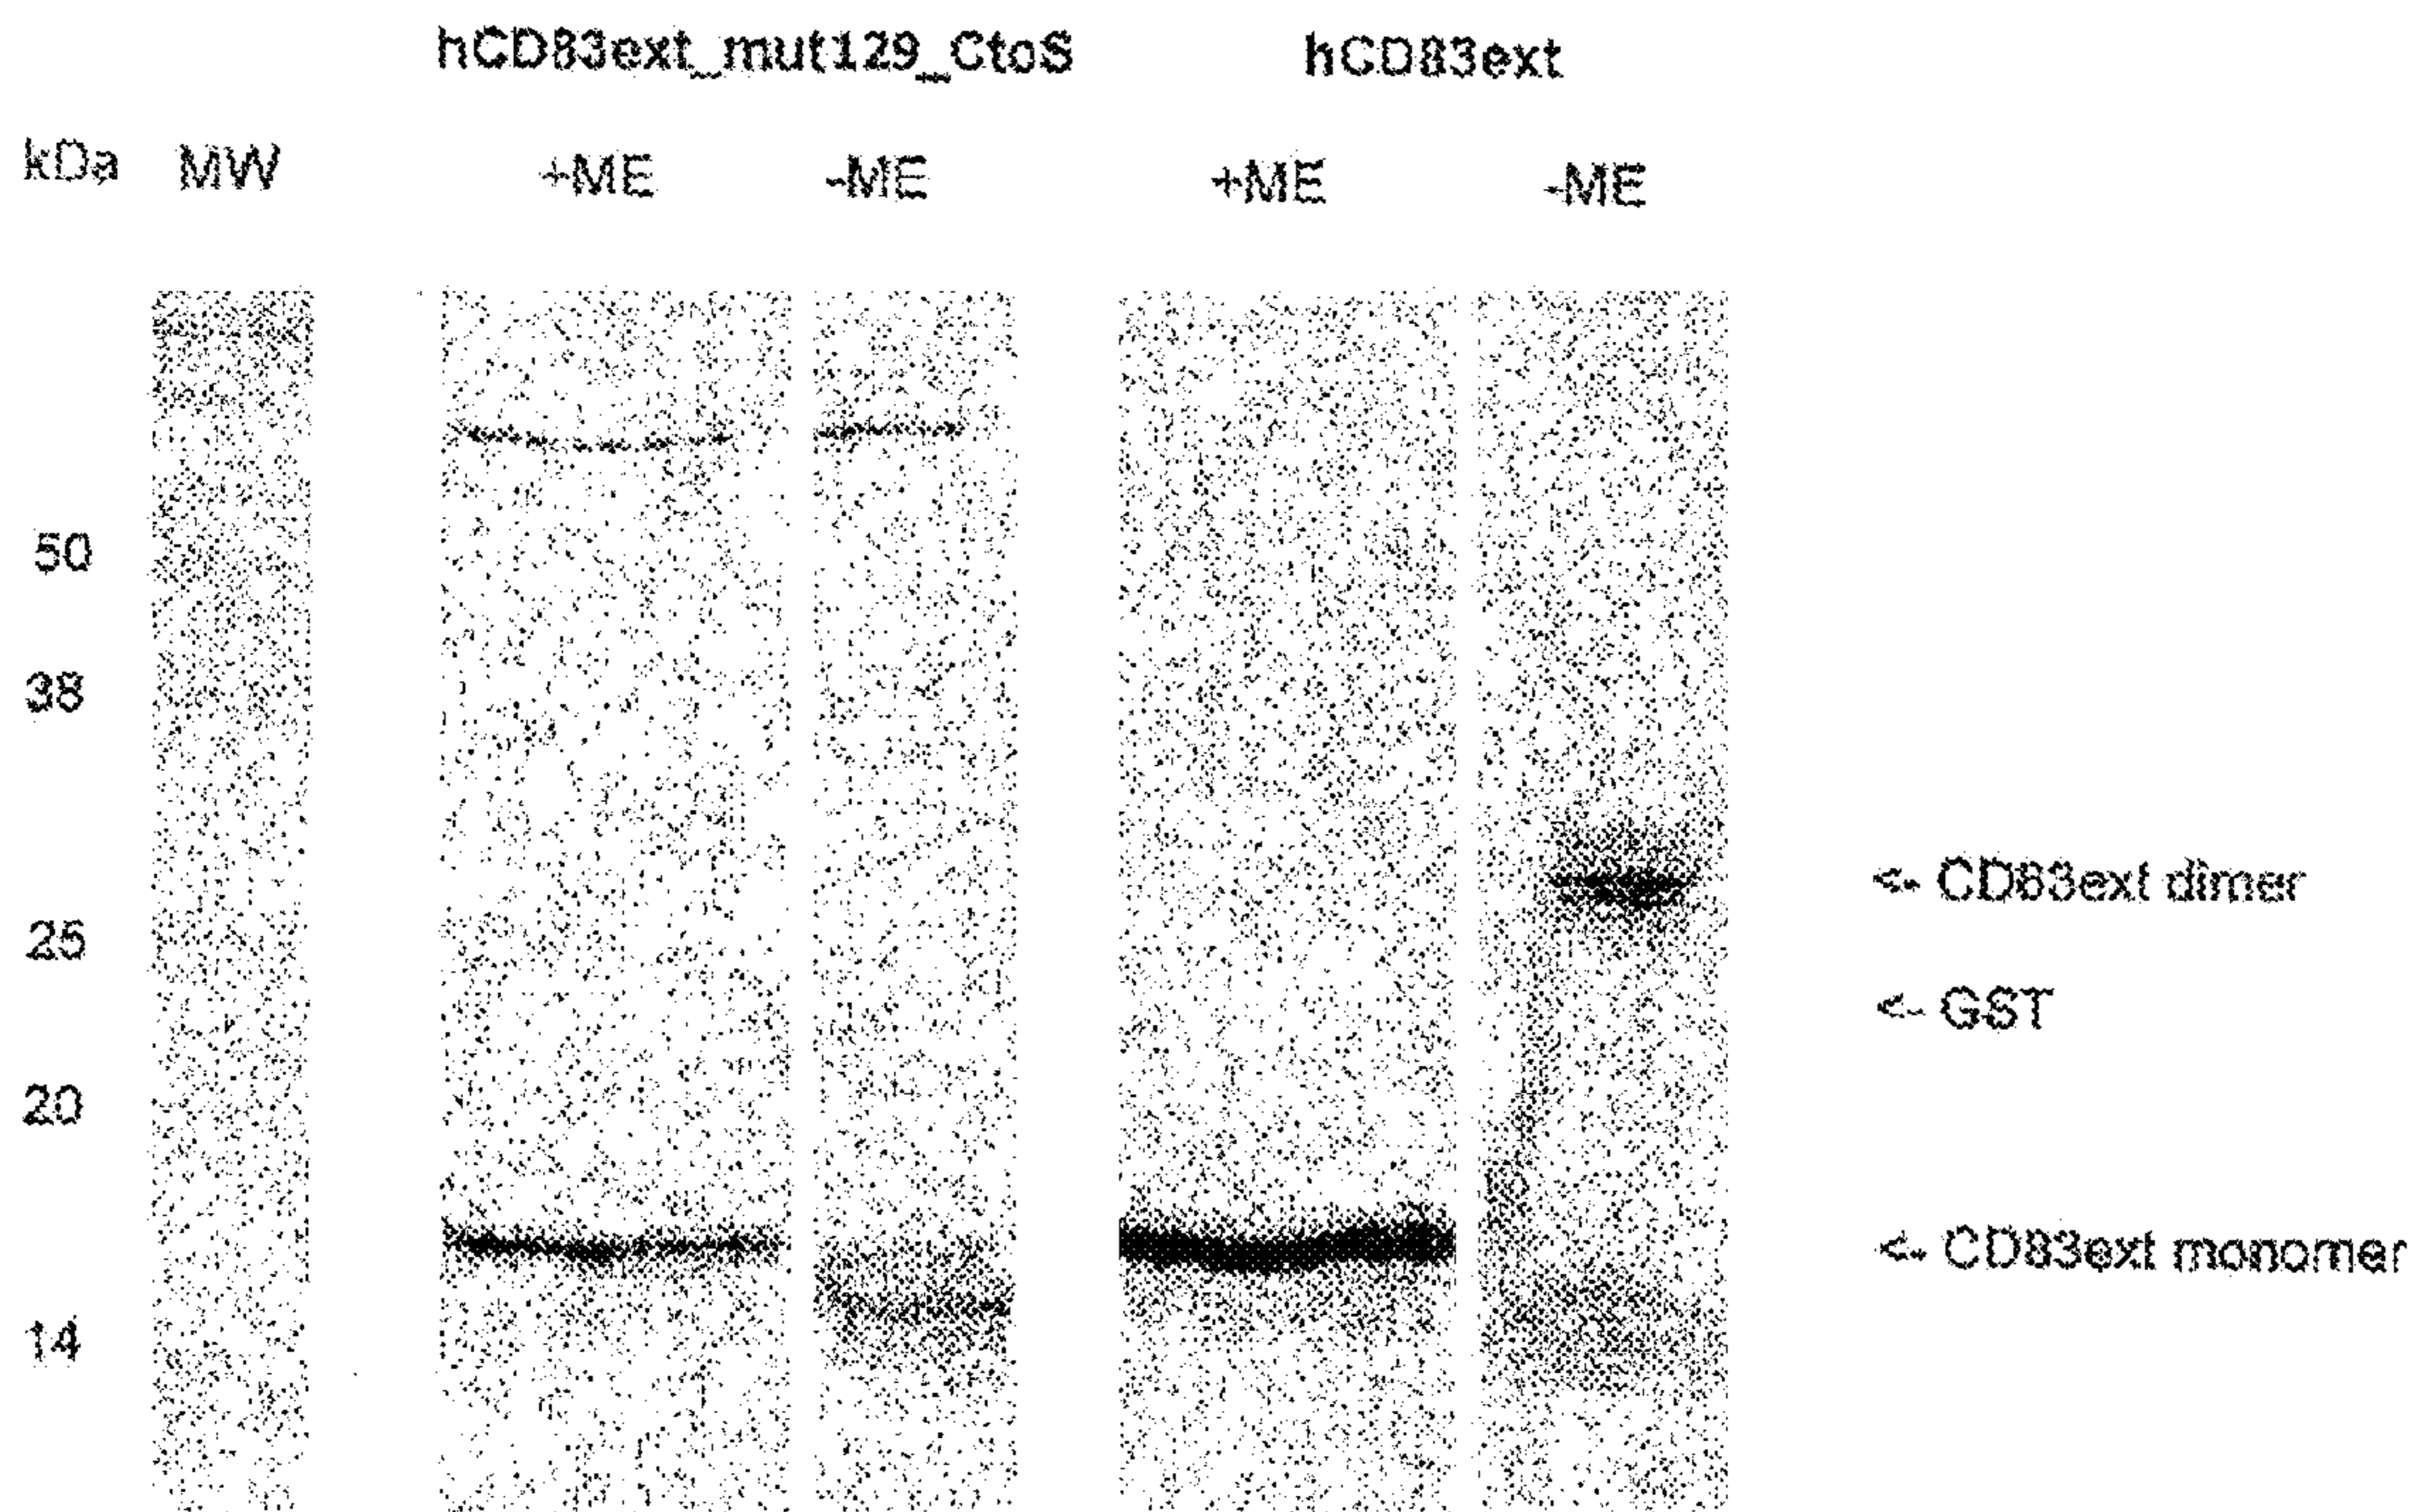 hCD83ext_mut129_CtoS hCD83ext
kDa MW +ME -ME +ME -ME
50
38
<- CD83ext dimer
25
<- GST
20
<- CD83ext monomer
14